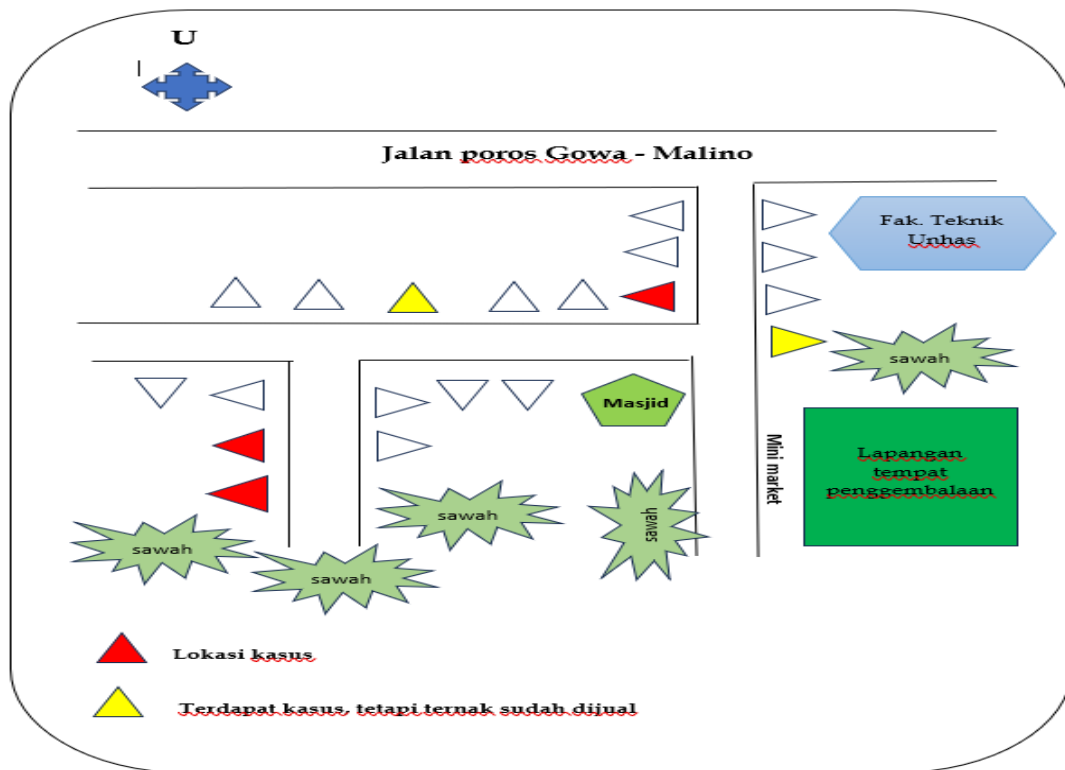 U
Jalan poros Gowa - Malino
Fak. Teknik
Unhas
sawah
Masjid
Mini market
Lapangan
tempat
penggembalaan
sawah
sawah
sawah
sawah
Lokasi kasus
Terdapat kasus, tetapi ternak sudah dijual